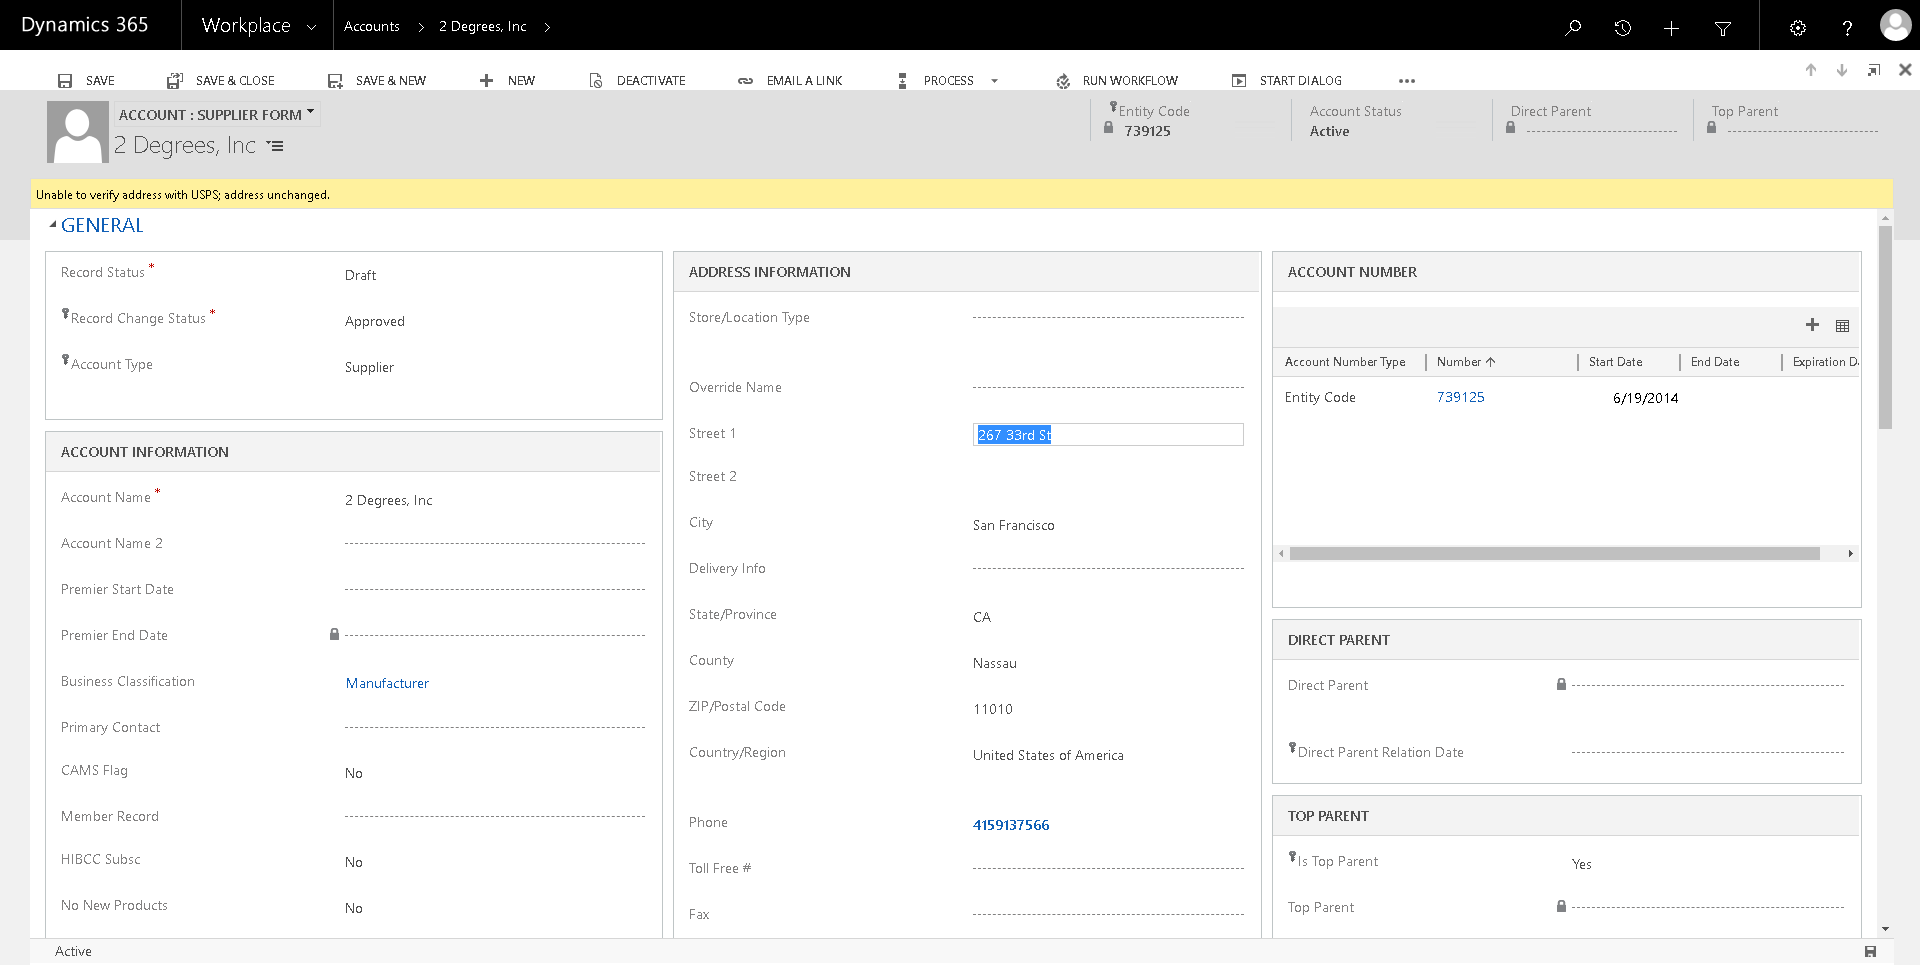 Dynamics 365
Workplace
Accounts
2 Degrees, Inc
SAVE
SAVE & CLOSE
SAVE & NEW
NEW
DEACTIVATE
EMAIL A LINK
PROCESS
RUN WORKFLOW
START DIALOG
ACCOUNT : SUPPLIER FORM
2 Degrees, Inc
Entity Code
739125
Account Status
Active
Direct Parent
Top Parent
Unable to verify address with USPS; address unchanged.
GENERAL
Record Status *
Draft
Record Change Status *
Approved
Account Type
Supplier
ACCOUNT INFORMATION
Account Name *
2 Degrees, Inc
Account Name 2
Premier Start Date
Premier End Date
Business Classification
Manufacturer
Primary Contact
CAMS Flag
No
Member Record
HIBCC Subsc
No
No New Products
No
ADDRESS INFORMATION
Store/Location Type
Override Name
Street 1
267 33rd St
Street 2
City
San Francisco
Delivery Info
State/Province
CA
County
Nassau
ZIP/Postal Code
11010
Country/Region
United States of America
Phone
4159137566
Toll Free #
Fax
ACCOUNT NUMBER
Account Number Type
Number
Start Date
End Date
Expiration D
Entity Code
739125
6/19/2014
DIRECT PARENT
Direct Parent
Direct Parent Relation Date
TOP PARENT
Is Top Parent
Yes
Top Parent
Active